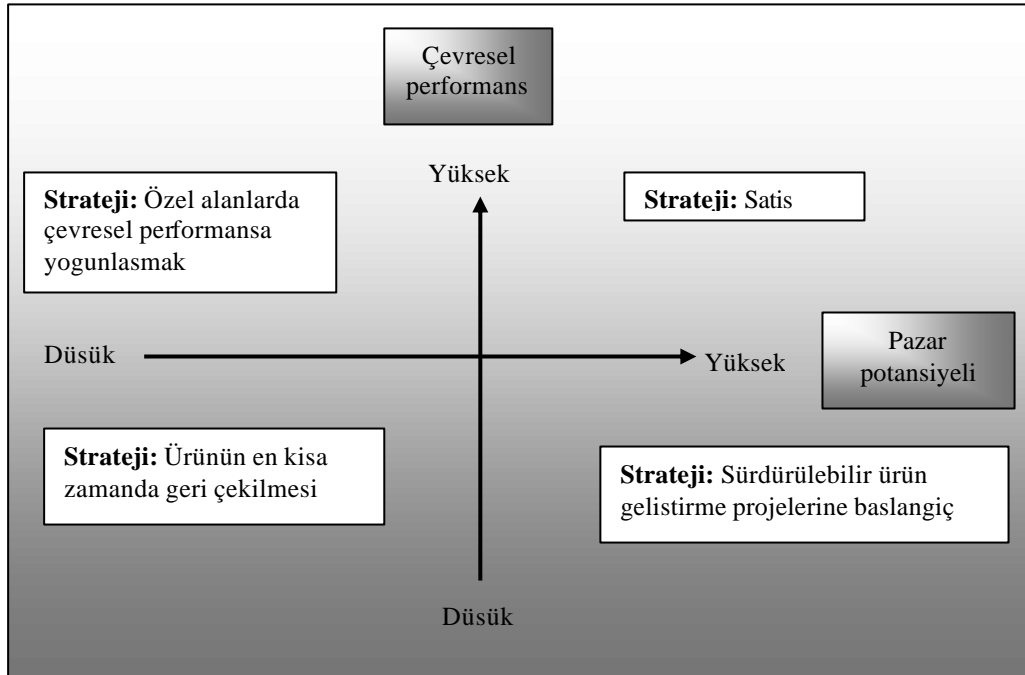 Çevresel
performans
Yüksek
Strateji: Özel alanlarda
çevresel performansa
yogunlasmak
Strateji: Satis
Düsük
Yüksek
Pazar
potansiyeli
Strateji: Ürünün en kisa
zamanda geri çekilmesi
Strateji: Sürdürülebilir ürün
gelistirme projelerine baslangiç
Düsük